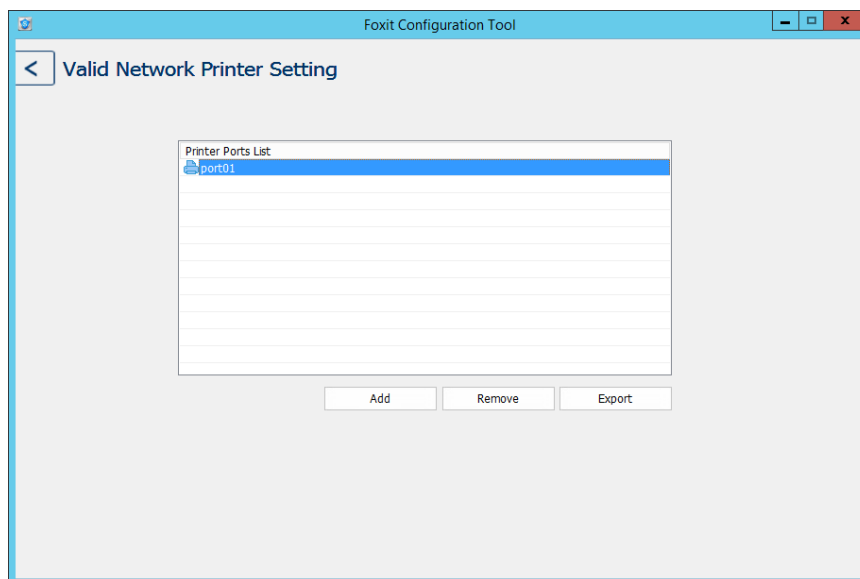 Foxit Configuration Tool
< Valid Network Printer Setting
Printer Ports List
port01
Add Remove Export